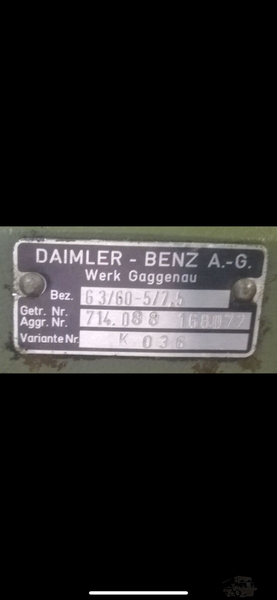 DAIMLER - BENZ A.-G.
Werk Gaggenau
Bez. G 3/60-5/7,5
Getr. Nr.
Aggr. Nr. 714.088 168077
Variante Nr. K 036